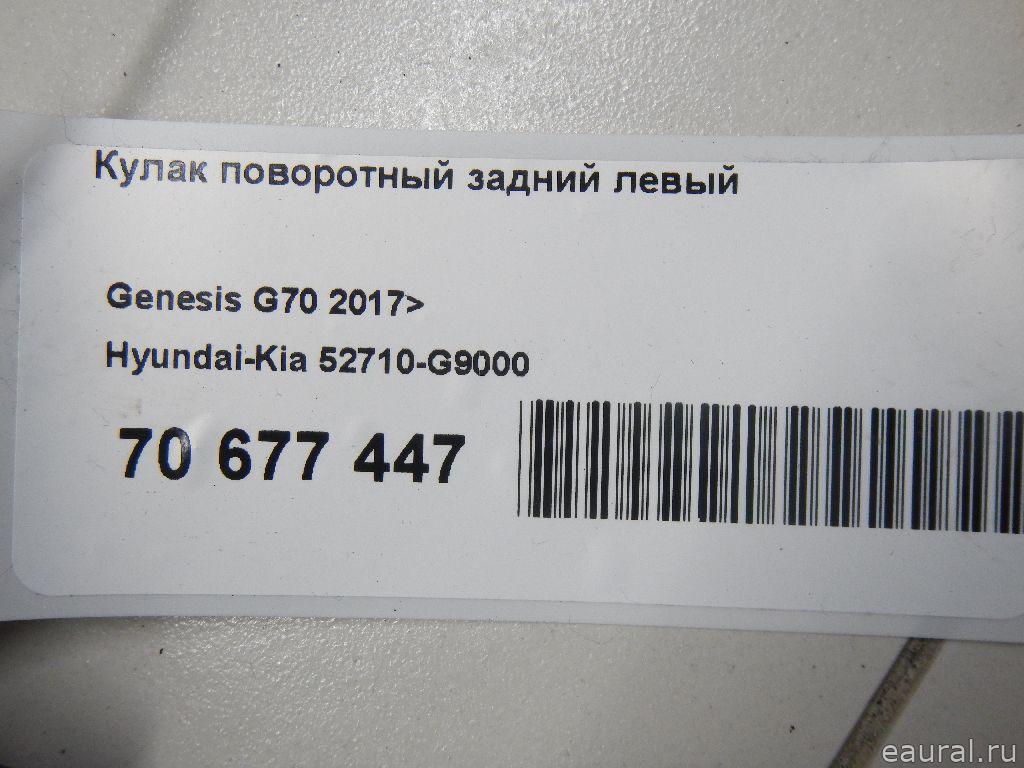 Кулак поворотный задний левый
Genesis G70 2017>
Hyundai-Kia 52710-G9000
70 677 447
eaural.ru